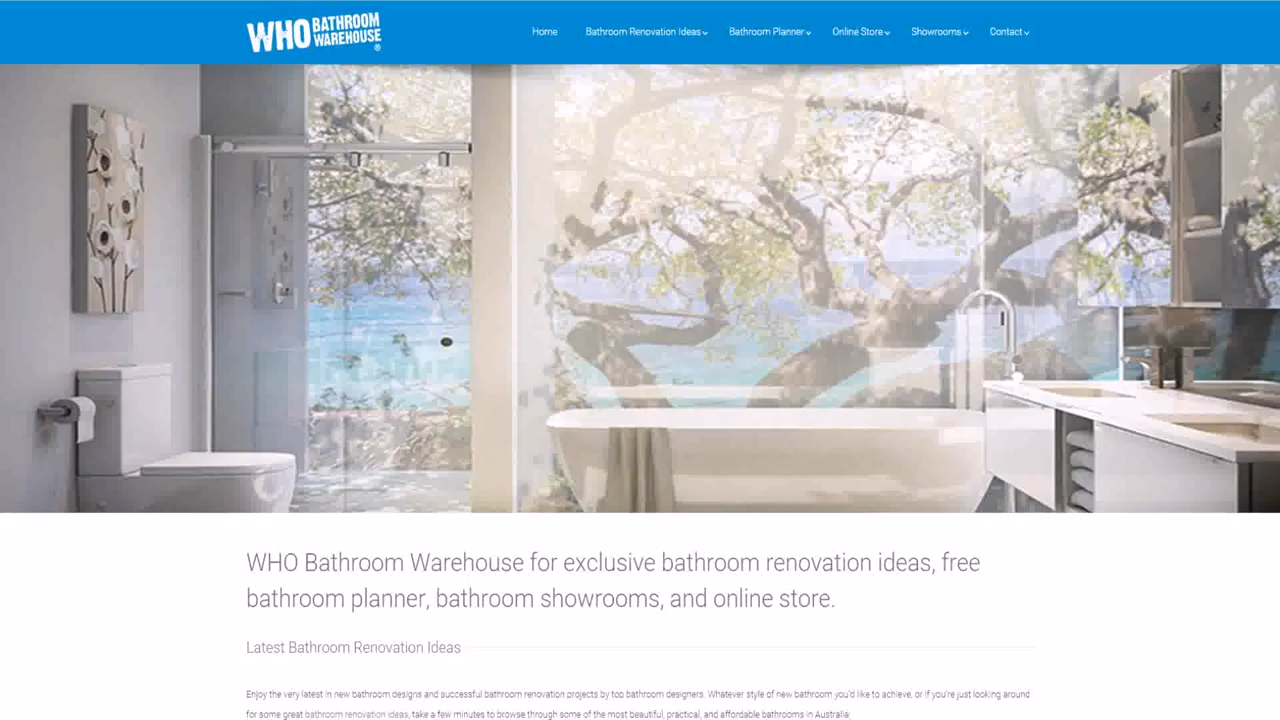 WHO BATHROOM WAREHOUSE®
Home Bathroom Renovation Ideas Bathroom Planner Online Store Showrooms Contact
WHO Bathroom Warehouse for exclusive bathroom renovation ideas, free
bathroom planner, bathroom showrooms, and online store.
Latest Bathroom Renovation Ideas
Enjoy the very latest in new bathroom designs and successful bathroom renovation projects by top bathroom designers. Whatever style of new bathroom you'd like to achieve, or if you're just looking around
for some great bathroom renovation ideas, take a few minutes to browse through some of the most beautiful, practical, and affordable bathrooms in Australia;